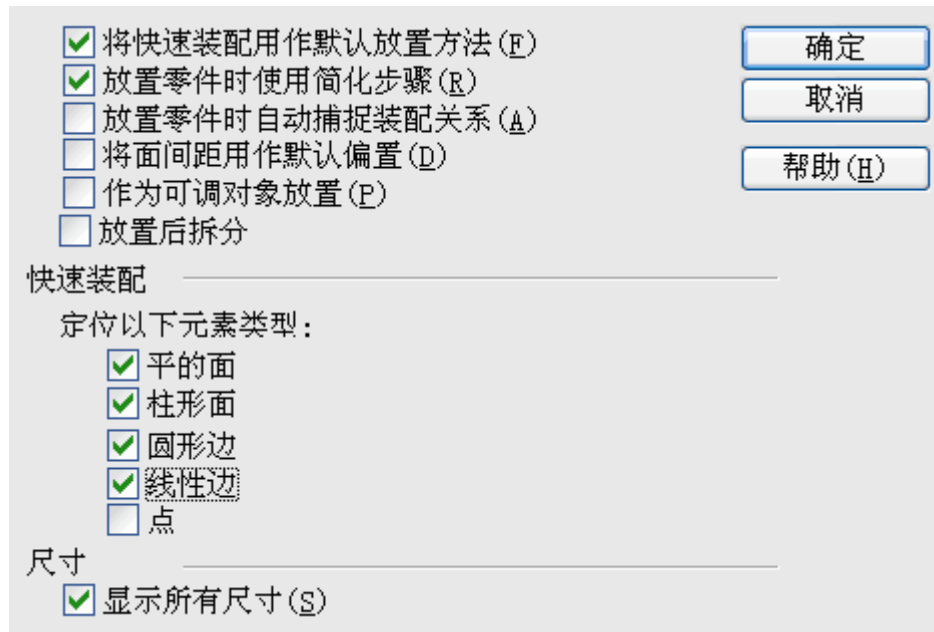 将快速装配用作默认放置方法(F)
放置零件时使用简化步骤(R)
放置零件时自动捕捉装配关系(A)
将面间距用作默认偏置(D)
作为可调对象放置(P)
放置后拆分
确定
取消
帮助(H)
快速装配
定位以下元素类型:
平的面
柱形面
圆形边
线性边
点
尺寸
显示所有尺寸(S)